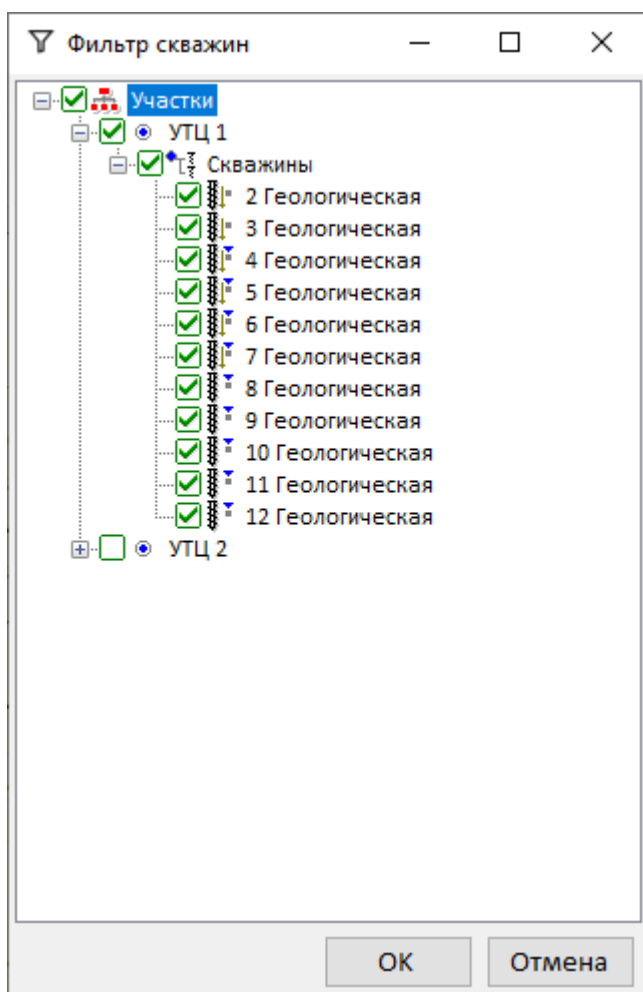 Фильтр скважин
Участки
УТЦ 1
Скважины
2 Геологическая
3 Геологическая
4 Геологическая
5 Геологическая
6 Геологическая
7 Геологическая
8 Геологическая
9 Геологическая
10 Геологическая
11 Геологическая
12 Геологическая
УТЦ 2
ОК Отмена